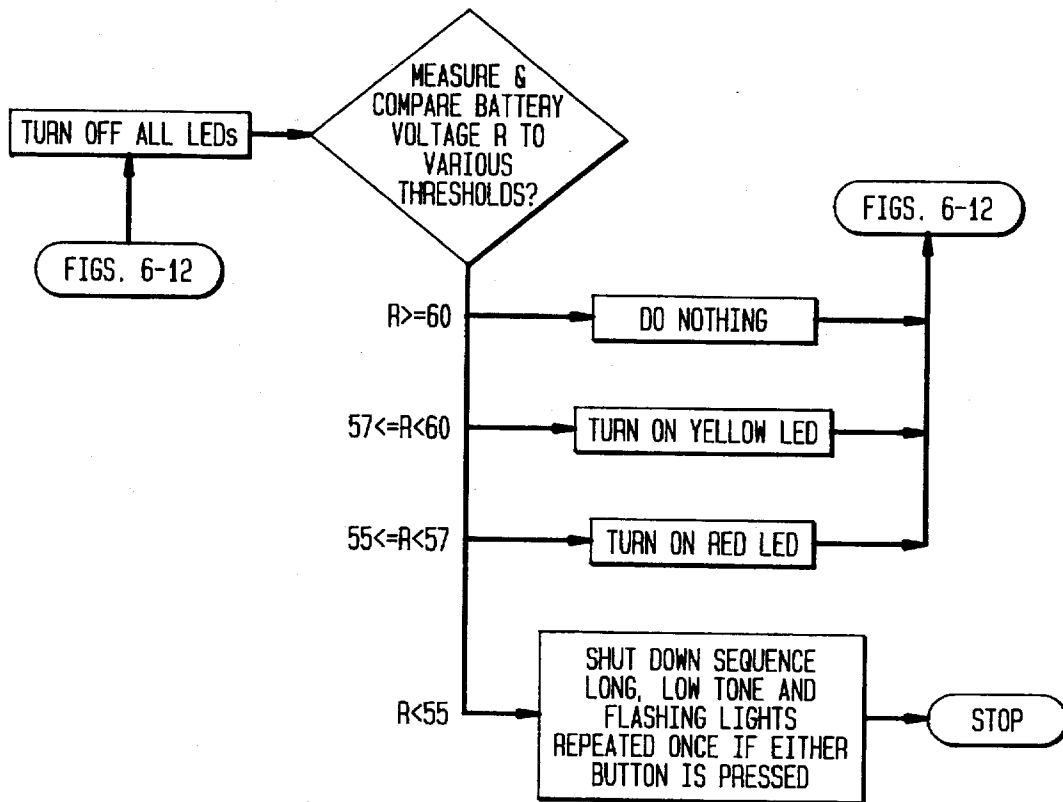 MEASURE &
COMPARE BATTERY
VOLTAGE R TO
VARIOUS
THRESHOLDS?
TURN OFF ALL LEDs
FIGS. 6-12
FIGS. 6-12
R>=60
DO NOTHING
57<=R<60
TURN ON YELLOW LED
55<=R<57
TURN ON RED LED
R<55
SHUT DOWN SEQUENCE
LONG, LOW TONE AND
FLASHING LIGHTS
REPEATED ONCE IF EITHER
BUTTON IS PRESSED
STOP